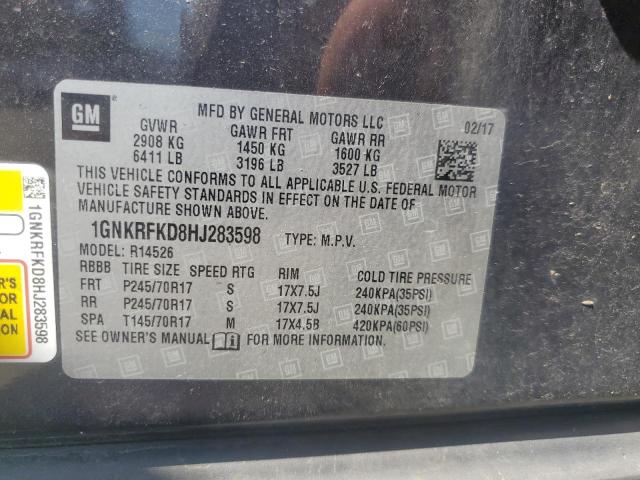 GM
MFD BY GENERAL MOTORS LLC
02/17
GVWR GAWR FRT GAWR RR
2908 KG 1450 KG 1600 KG
6411 LB 3196 LB 3527 LB
THIS VEHICLE CONFORMS TO ALL APPLICABLE U.S. FEDERAL MOTOR
VEHICLE SAFETY STANDARDS IN EFFECT ON THE DATE OF
MANUFACTURE SHOWN ABOVE.
1GNKRFKD8HJ283598 TYPE: M.P.V.
MODEL: R14526
RBBB TIRE SIZE SPEED RTG RIM COLD TIRE PRESSURE
FRT P245/70R17 S 17X7.5J 240KPA(35PSI)
RR P245/70R17 S 17X7.5J 240KPA(35PSI)
SPA T145/70R17 M 17X4.5B 420KPA(60PSI)
SEE OWNER'S MANUAL FOR MORE INFORMATION.
1GNKRFKD8HJ283598